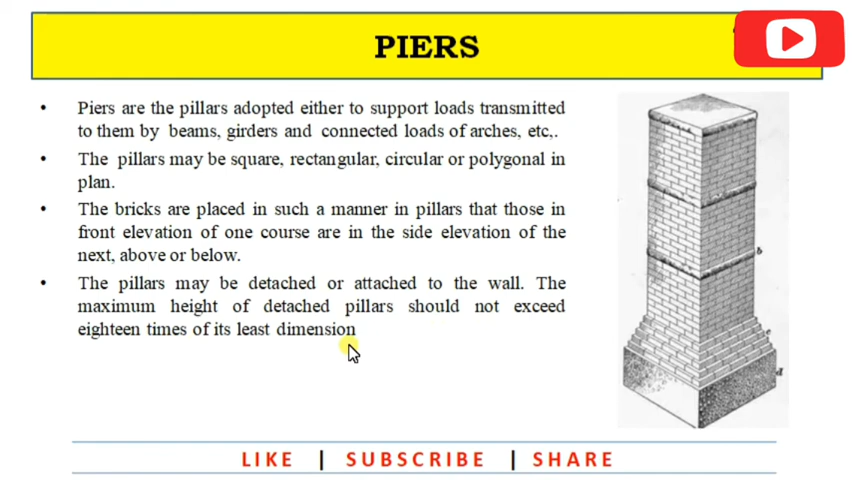 PIERS
• Piers are the pillars adopted either to support loads transmitted
to them by beams, girders and connected loads of arches, etc,.
• The pillars may be square, rectangular, circular or polygonal in
plan.
• The bricks are placed in such a manner in pillars that those in
front elevation of one course are in the side elevation of the
next, above or below.
• The pillars may be detached or attached to the wall. The
maximum height of detached pillars should not exceed
eighteen times of its least dimension
b
c
d
LIKE | SUBSCRIBE | SHARE